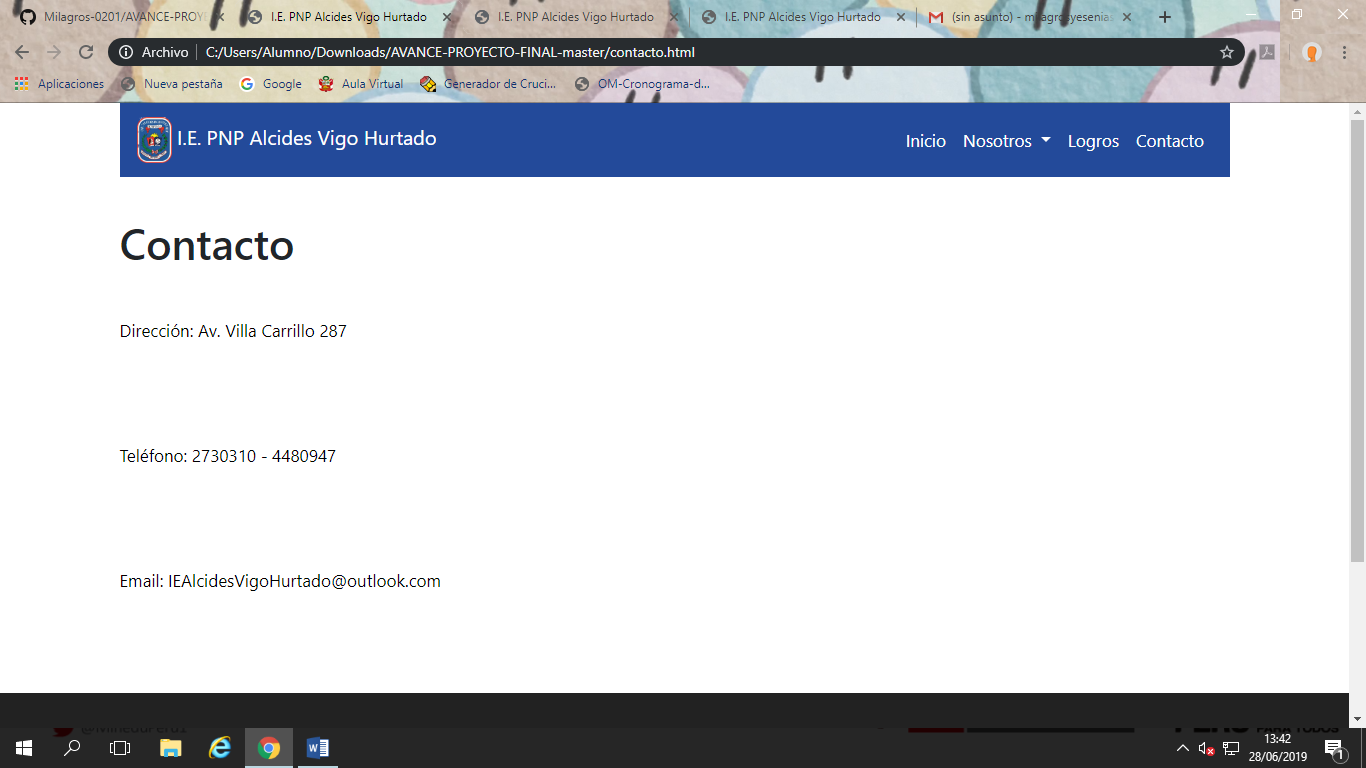 Milagros-0201/AVANCE-PROYE
I.E. PNP Alcides Vigo Hurtado
I.E. PNP Alcides Vigo Hurtado
I.E. PNP Alcides Vigo Hurtado
(sin asunto) - milagrosyesenias
Archivo
C:/Users/Alumno/Downloads/AVANCE-PROYECTO-FINAL-master/contacto.html
Aplicaciones
Nueva pestaña
Google
Aula Virtual
Generador de Cruci...
OM-Cronograma-d...
I.E. PNP Alcides Vigo Hurtado
Inicio
Nosotros
Logros
Contacto
Contacto
Dirección: Av. Villa Carrillo 287
Teléfono: 2730310 - 4480947
Email: IEAlcidesVigoHurtado@outlook.com
13:42
28/06/2019
1